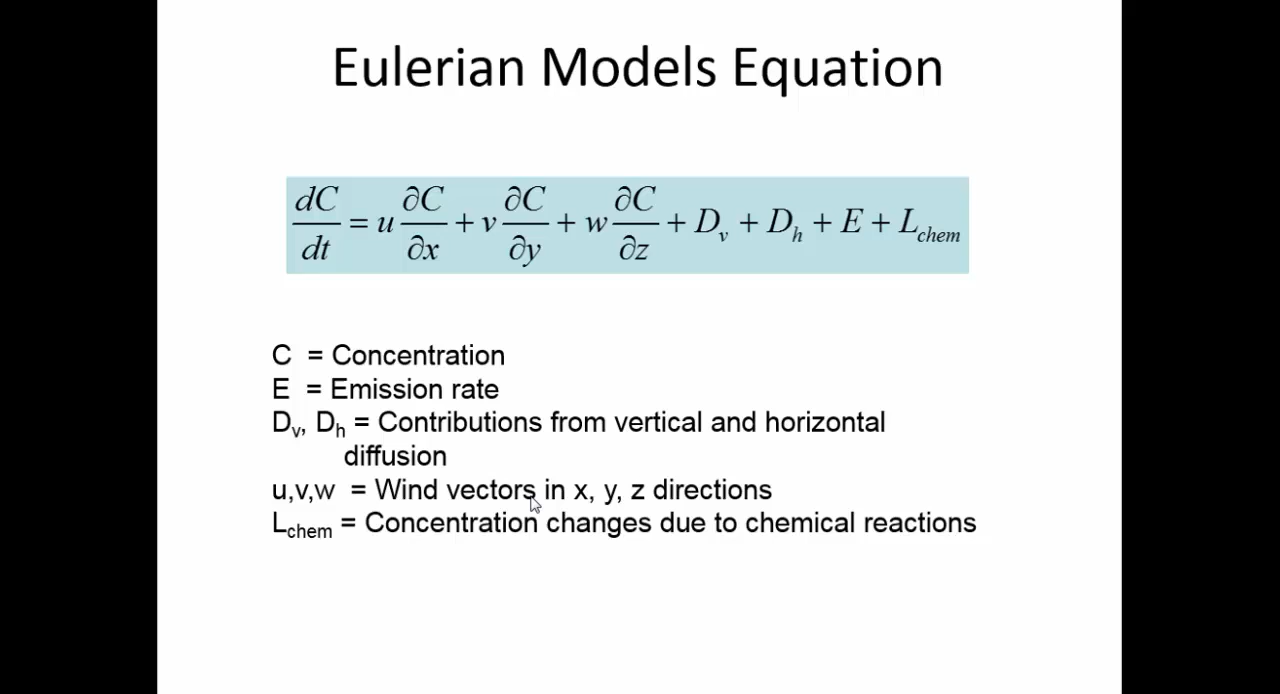 Eulerian Models Equation
dC/dt = u ∂C/∂x + v ∂C/∂y + w ∂C/∂z + D_v + D_h + E + L_chem
C = Concentration
E = Emission rate
D_v, D_h = Contributions from vertical and horizontal
diffusion
u,v,w = Wind vectors in x, y, z directions
L_chem = Concentration changes due to chemical reactions